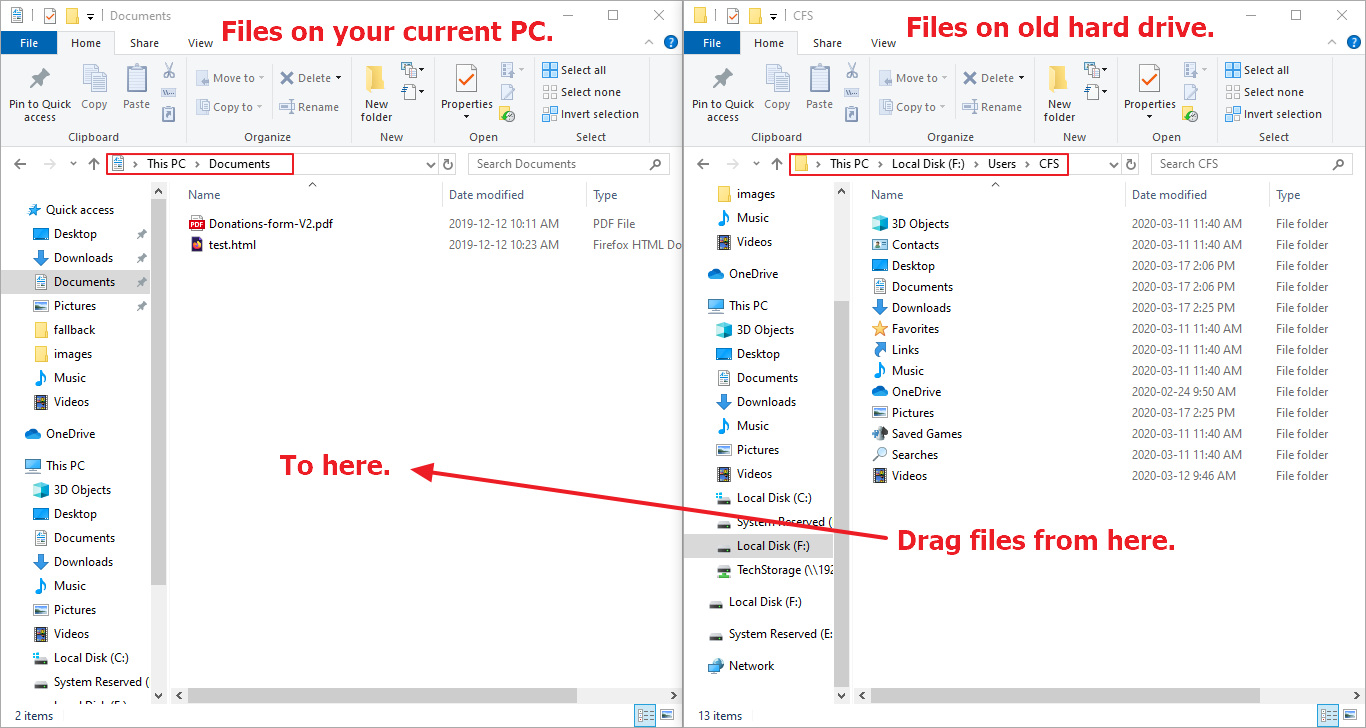 Documents
Files on your current PC.
File
Home
Share
View
Pin to Quick access
Copy
Paste
Move to
Copy to
Delete
Rename
New folder
Properties
Select all
Select none
Invert selection
Clipboard
Organize
New
Open
Select
This PC > Documents
Search Documents
Quick access
Desktop
Downloads
Documents
Pictures
fallback
images
Music
Videos
OneDrive
This PC
3D Objects
Desktop
Documents
Downloads
Music
Pictures
Videos
Local Disk (C:)
System Reserved (
Name Date modified Type
Donations-form-V2.pdf 2019-12-12 10:11 AM PDF File
test.html 2019-12-12 10:23 AM Firefox HTML Do
To here.
2 items
CFS
Files on old hard drive.
File
Home
Share
View
Pin to Quick access
Copy
Paste
Move to
Copy to
Delete
Rename
New folder
Properties
Select all
Select none
Invert selection
Clipboard
Organize
New
Open
Select
This PC > Local Disk (F:) > Users > CFS
Search CFS
images
Music
Videos
OneDrive
This PC
3D Objects
Desktop
Documents
Downloads
Music
Pictures
Videos
Local Disk (C:)
System Reserved (
Local Disk (F:)
TechStorage (\\192
Local Disk (F:)
System Reserved (E:
Network
Name Date modified Type
3D Objects 2020-03-11 11:40 AM File folder
Contacts 2020-03-11 11:40 AM File folder
Desktop 2020-03-17 2:06 PM File folder
Documents 2020-03-17 2:06 PM File folder
Downloads 2020-03-17 2:25 PM File folder
Favorites 2020-03-11 11:40 AM File folder
Links 2020-03-11 11:40 AM File folder
Music 2020-03-11 11:40 AM File folder
OneDrive 2020-02-24 9:50 AM File folder
Pictures 2020-03-17 2:25 PM File folder
Saved Games 2020-03-11 11:40 AM File folder
Searches 2020-03-11 11:40 AM File folder
Videos 2020-03-12 9:46 AM File folder
Drag files from here.
13 items